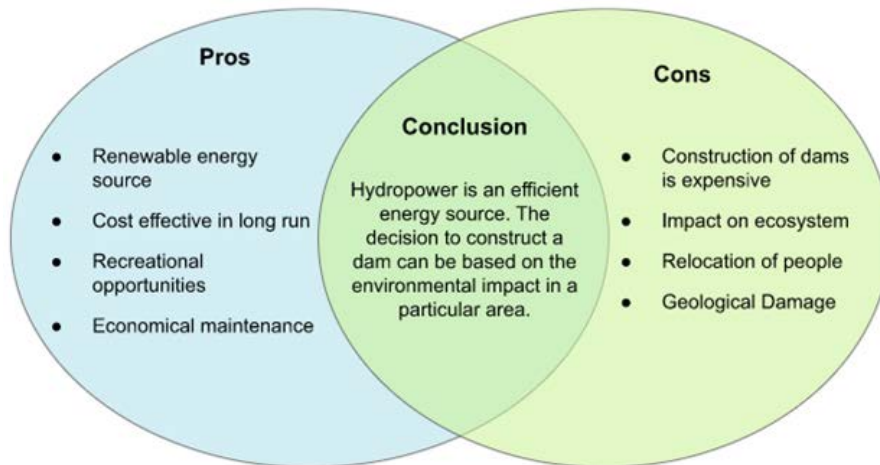 Pros
● Renewable energy
source
● Cost effective in long run
● Recreational
opportunities
● Economical maintenance
Conclusion
Hydropower is an efficient
energy source. The
decision to construct a
dam can be based on the
environmental impact in a
particular area.
Cons
● Construction of dams
is expensive
● Impact on ecosystem
● Relocation of people
● Geological Damage